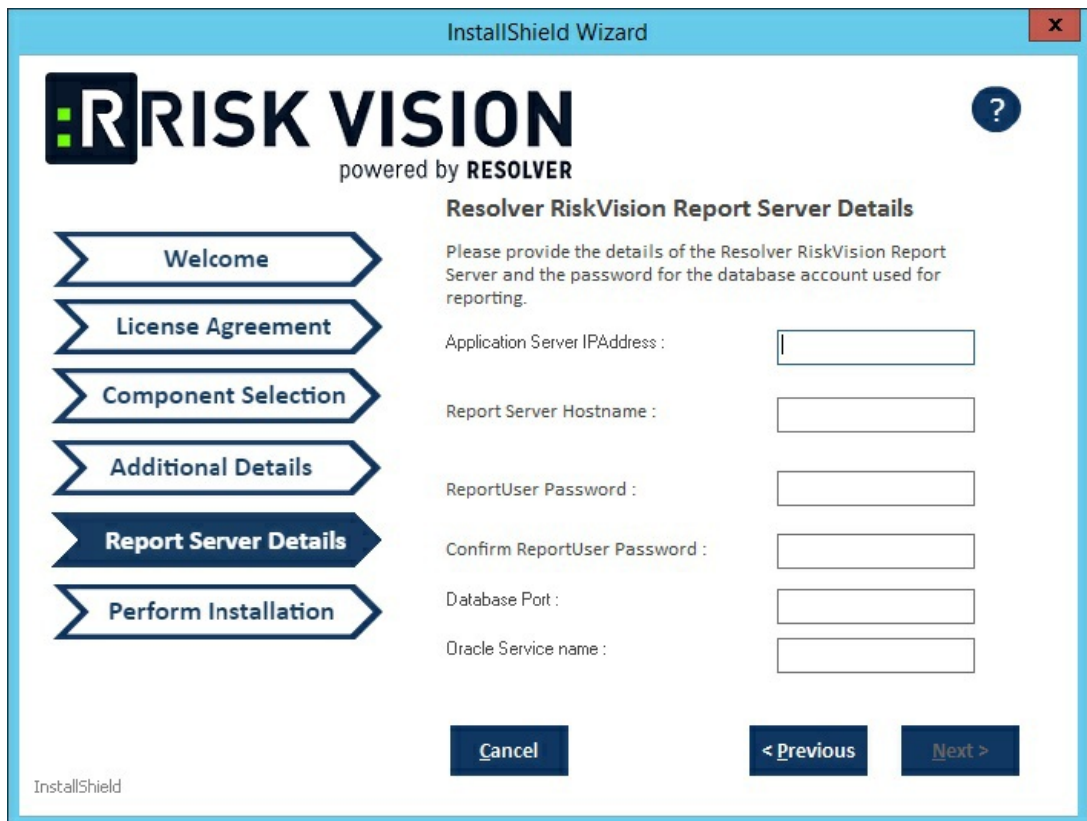 InstallShield Wizard
x
:R RISK VISION
powered by RESOLVER
?
Resolver RiskVision Report Server Details
Please provide the details of the Resolver RiskVision Report
Server and the password for the database account used for
reporting.
Welcome
License Agreement
Component Selection
Additional Details
Report Server Details
Perform Installation
Application Server IPAddress :
Report Server Hostname :
ReportUser Password :
Confirm ReportUser Password :
Database Port :
Oracle Service name :
Cancel
< Previous
Next >
InstallShield